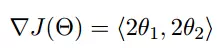 ∇J(Θ) = ⟨2θ₁, 2θ₂⟩